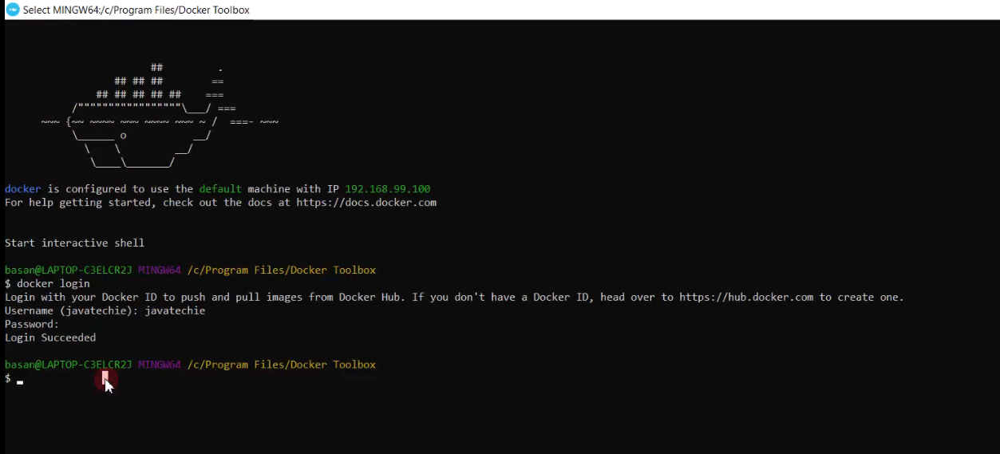 Select MINGW64:/c/Program Files/Docker Toolbox
##         .
## ## ##        ==
## ## ## ## ##    ===
/"""""""""""""""""\___/ ===
~~~ {~~ ~~~~ ~~~ ~~~~ ~~~ ~ /  ===- ~~~
\______ o           __/
\    \         __/
\____\_______/
docker is configured to use the default machine with IP 192.168.99.100
For help getting started, check out the docs at https://docs.docker.com
Start interactive shell
basan@LAPTOP-C3ELCR2J MINGW64 /c/Program Files/Docker Toolbox
$ docker login
Login with your Docker ID to push and pull images from Docker Hub. If you don't have a Docker ID, head over to https://hub.docker.com to create one.
Username (javatechie): javatechie
Password:
Login Succeeded
basan@LAPTOP-C3ELCR2J MINGW64 /c/Program Files/Docker Toolbox
$